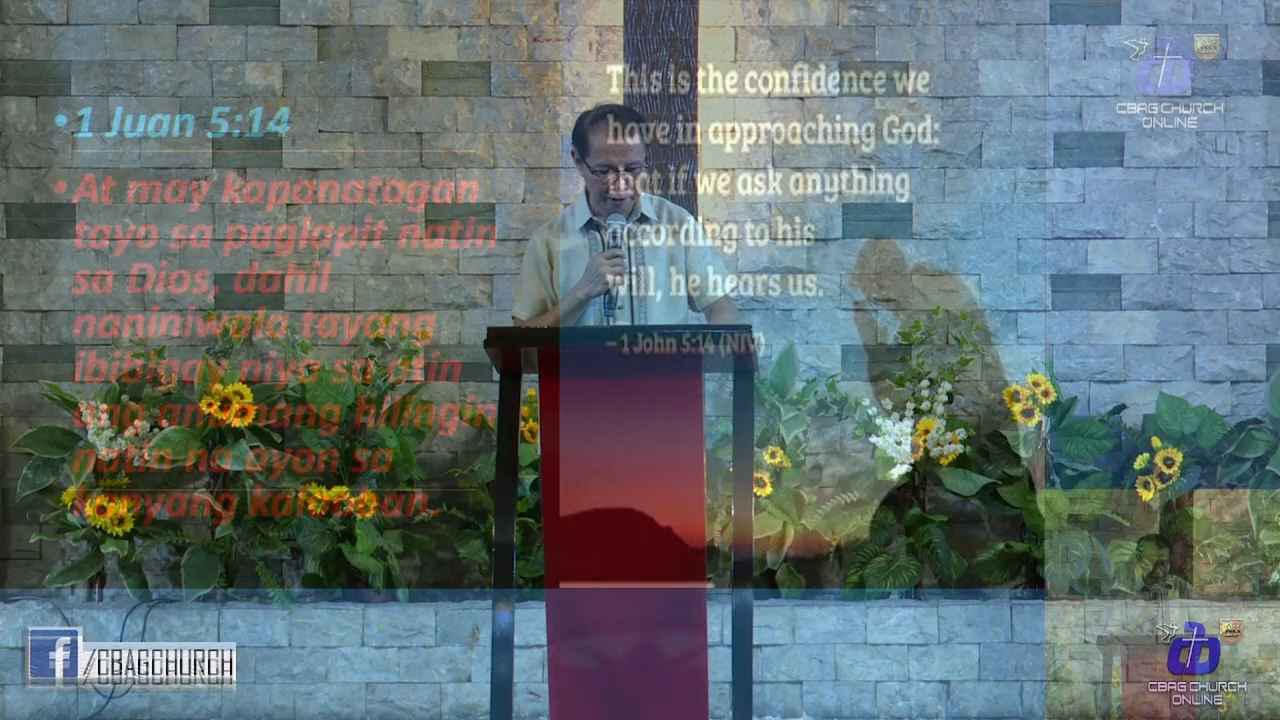 • 1 Juan 5:14
• At may kapanatagan
tayo sa paglapit natin
sa Dios, dahil
naniniwala tayang
ibibigay niya sa atin
ang anumang hilingin
natin na ayon sa
kanyang kalooban.
This is the confidence we
have in approaching God:
that if we ask anything
according to his
will, he hears us.
– 1 John 5:14 (NIV)
CBAG CHURCH
ONLINE
/CBAGCHURCH
CBAG CHURCH
ONLINE